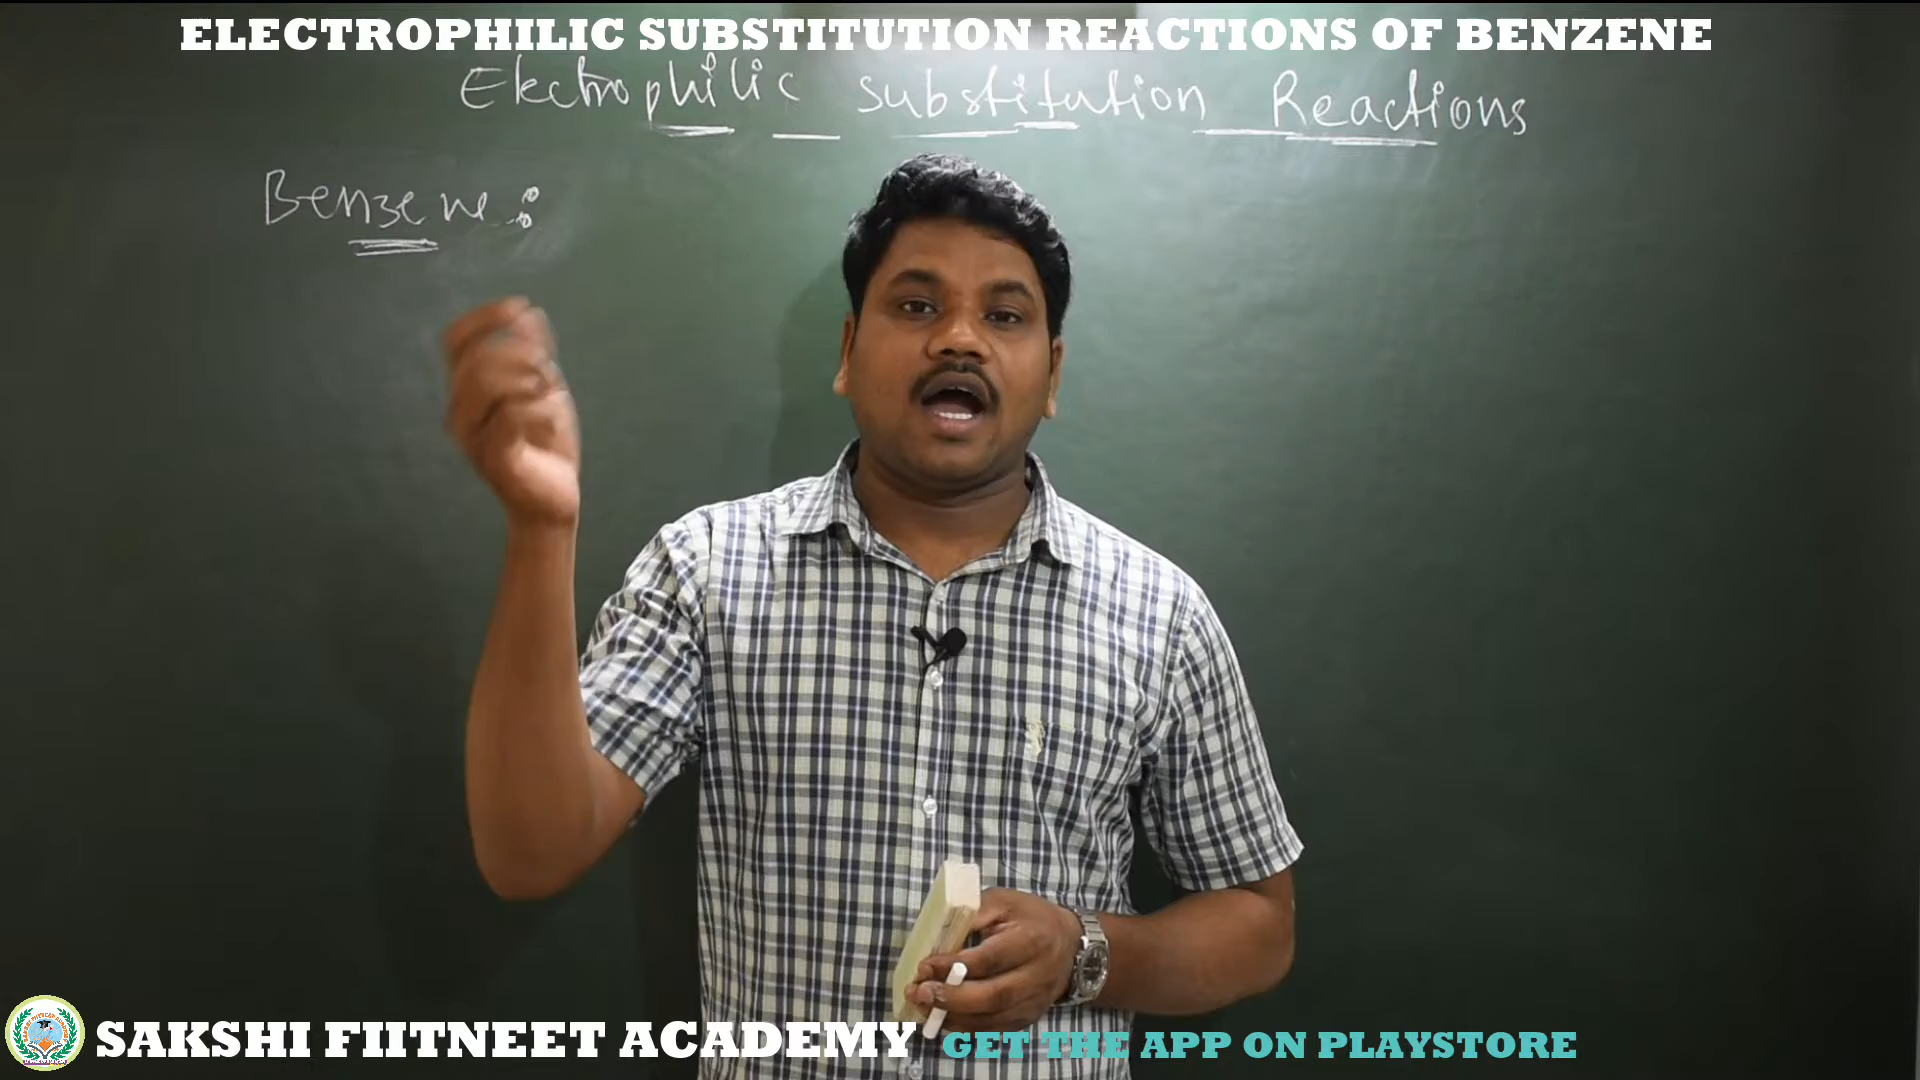 ELECTROPHILIC SUBSTITUTION REACTIONS OF BENZENE
Electrophilic substitution Reactions
Benzene :
SAKSHI FIITNEET ACADEMY GET THE APP ON PLAYSTORE